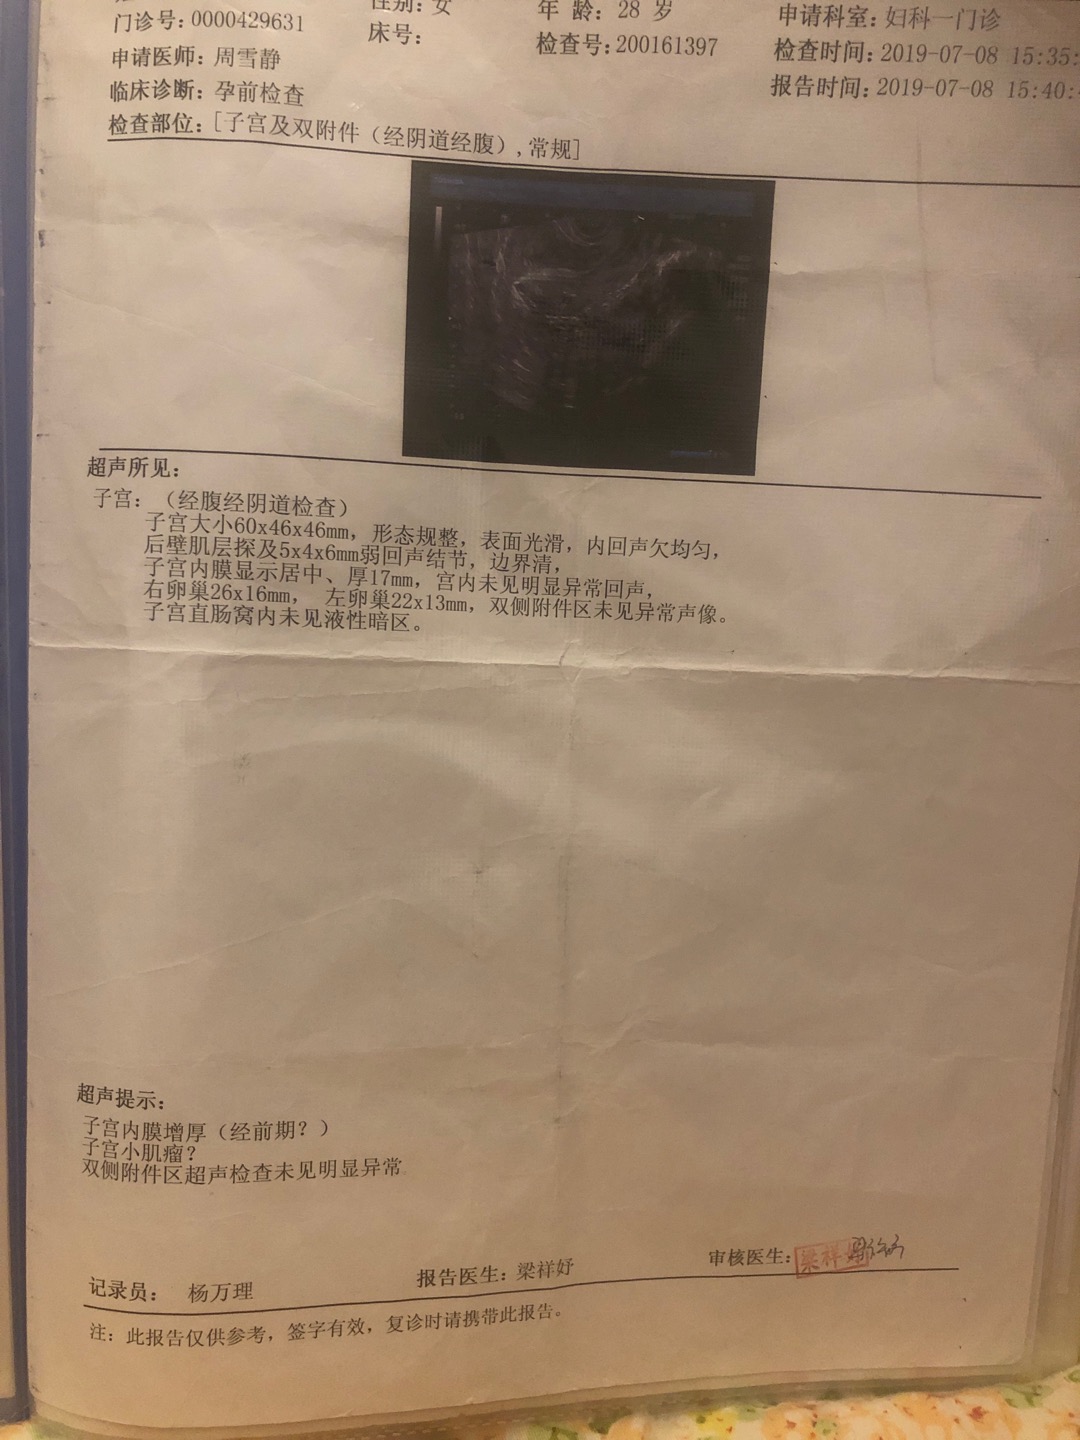 性别：女
年 龄：28 岁
申请科室：妇科一门诊
门诊号：0000429631
床号：
检查号：200161397
检查时间：2019-07-08 15:35:
申请医师：周雪静
报告时间：2019-07-08 15:40:
临床诊断：孕前检查
检查部位：[子宫及双附件（经阴道经腹）,常规]
超声所见：
子宫：（经腹经阴道检查）
子宫大小60x46x46mm，形态规整，表面光滑，内回声欠均匀，
后壁肌层探及5x4x6mm弱回声结节，边界清，
子宫内膜显示居中、厚17mm，宫内未见明显异常回声，
右卵巢26x16mm， 左卵巢22x13mm，双侧附件区未见异常声像。
子宫直肠窝内未见液性暗区。
超声提示：
子宫内膜增厚（经前期？）
子宫小肌瘤？
双侧附件区超声检查未见明显异常
记录员： 杨万理
报告医生：梁祥妤
审核医生：
注：此报告仅供参考，签字有效，复诊时请携带此报告。